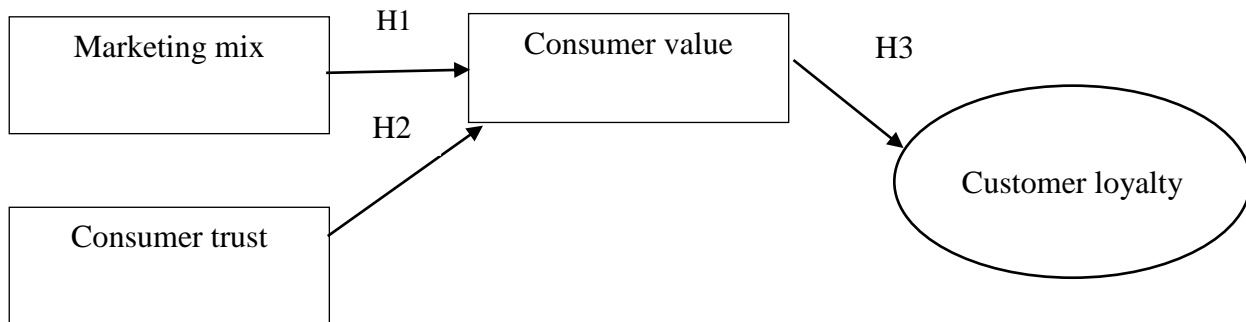 H1
Marketing mix
Consumer value
H3
H2
Customer loyalty
Consumer trust